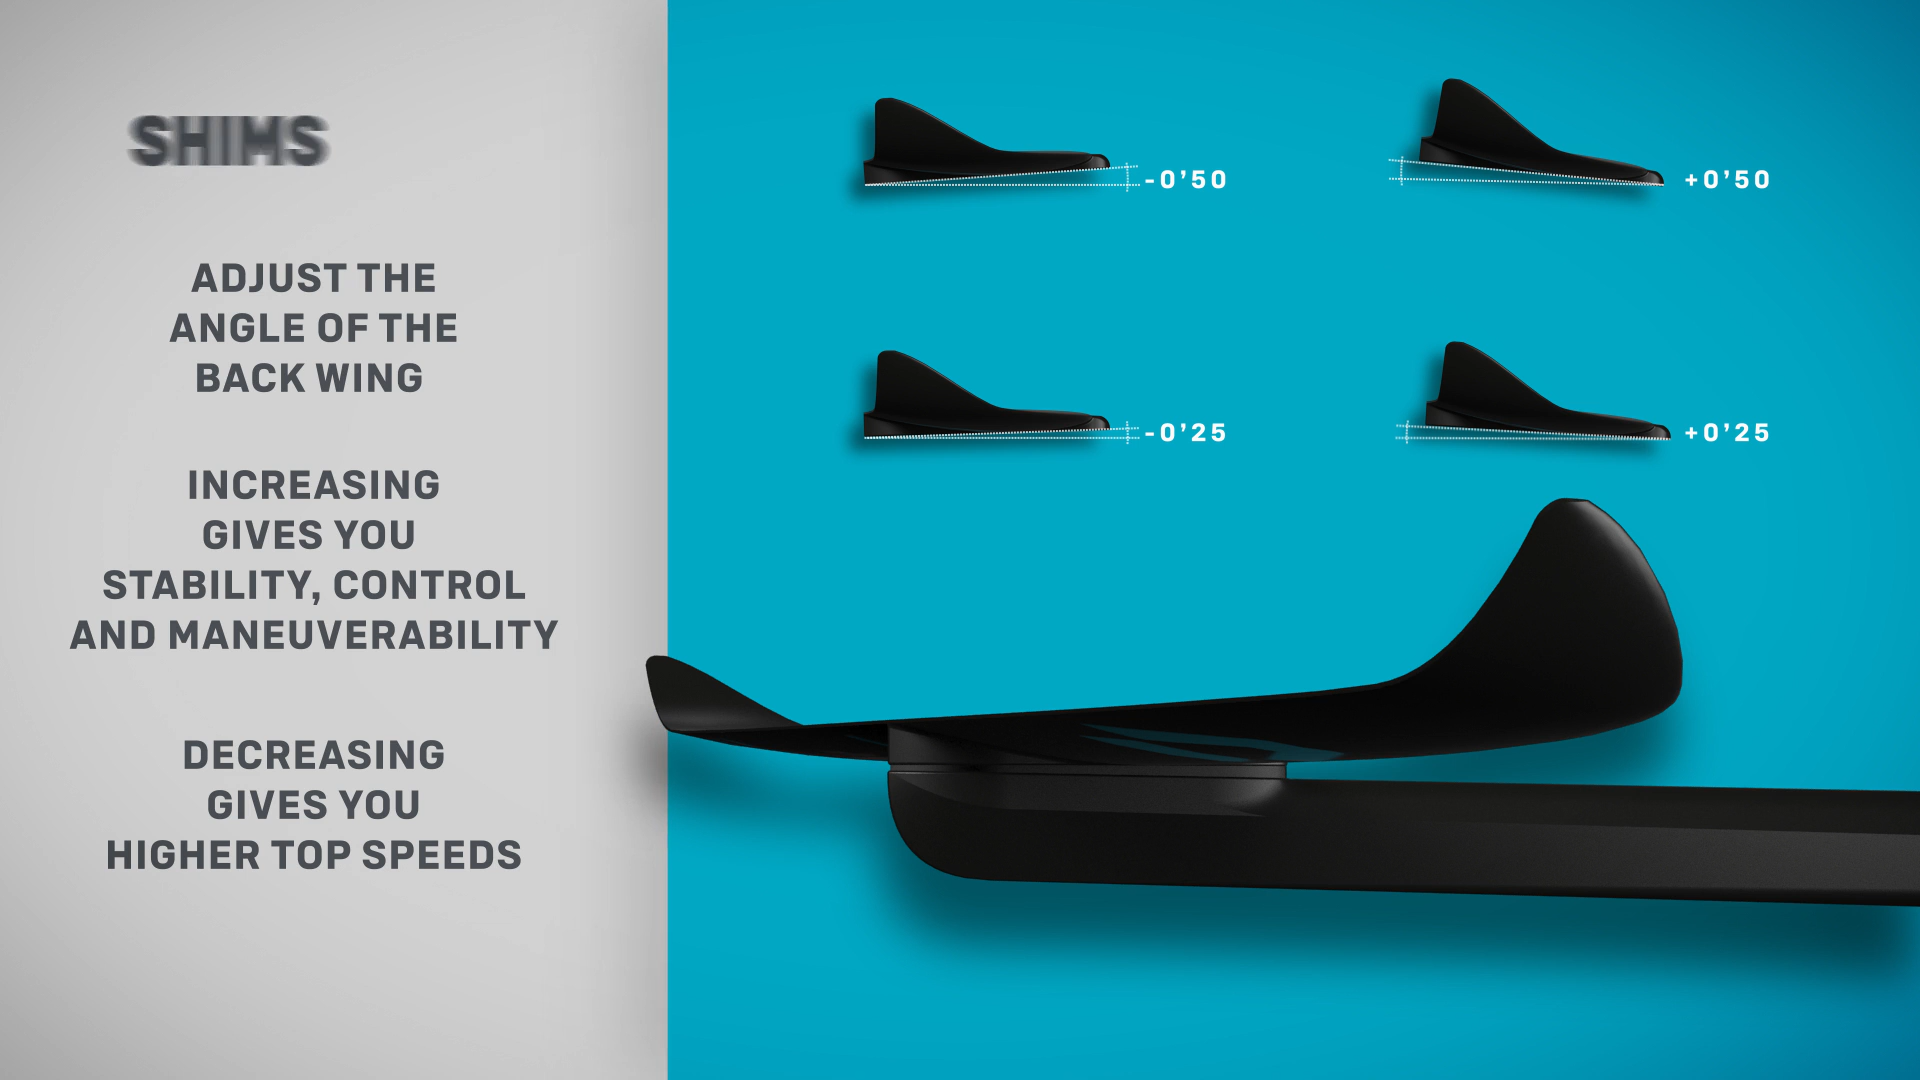 SHIMS
ADJUST THE
ANGLE OF THE
BACK WING
INCREASING
GIVES YOU
STABILITY, CONTROL
AND MANEUVERABILITY
DECREASING
GIVES YOU
HIGHER TOP SPEEDS
-0’50
+0’50
-0’25
+0’25